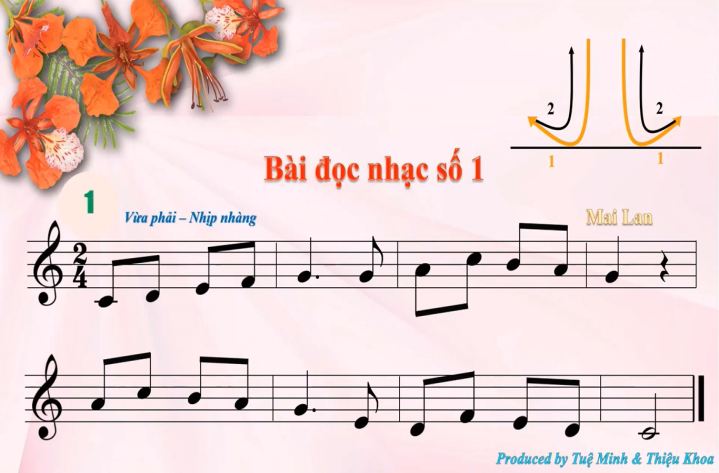 2
2
1
1
Bài đọc nhạc số 1
1
Vừa phải – Nhịp nhàng
Mai Lan
2
4
Produced by Tuệ Minh & Thiệu Khoa